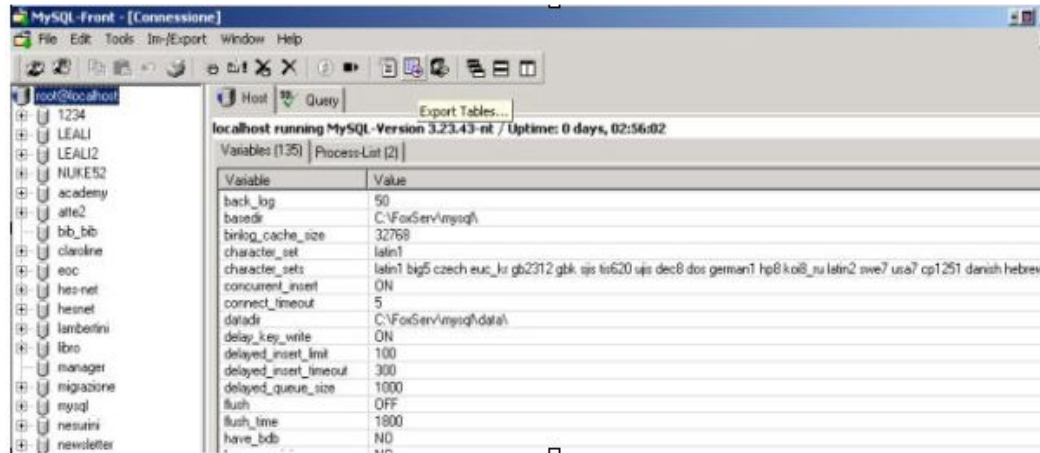 MySQL-Front - [Connessione]
File Edit Tools Im-/Export Window Help
root@localhost
1234
LEALI
LEALI2
NUKE52
academy
atte2
bib_bib
claroline
eoc
hes-net
hesnet
lambertini
libro
manager
migrazione
mysql
nesurini
newsletter
Host Query
Export Tables...
localhost running MySQL-Version 3.23.43-nt / Uptime: 0 days, 02:56:02
Variables (135) Process-List (2)
Variable Value
back_log 50
basedir C:\FoxServ\mysql\
binlog_cache_size 32768
character_set latin1
character_sets latin1 big5 czech euc_kr gb2312 gbk sjis tis620 ujis dec8 dos german1 hp8 koi8_ru latin2 swe7 usa7 cp1251 danish hebrew
concurrent_insert ON
connect_timeout 5
datadir C:\FoxServ\mysql\data\
delay_key_write ON
delayed_insert_limit 100
delayed_insert_timeout 300
delayed_queue_size 1000
flush OFF
flush_time 1800
have_bdb NO